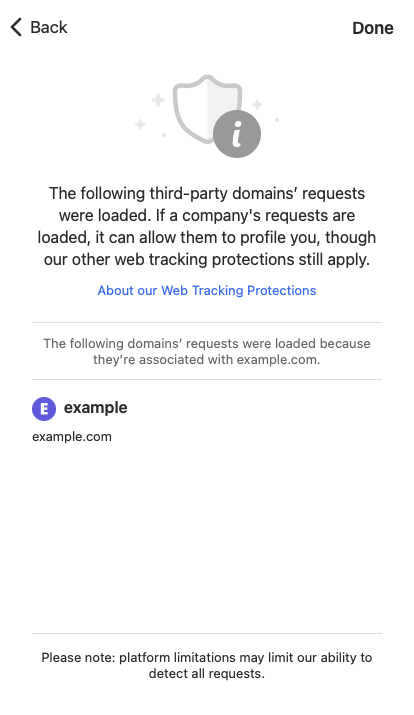 Back
Done
The following third-party domains’ requests
were loaded. If a company's requests are
loaded, it can allow them to profile you, though
our other web tracking protections still apply.
About our Web Tracking Protections
The following domains’ requests were loaded because
they’re associated with example.com.
E example
example.com
Please note: platform limitations may limit our ability to
detect all requests.